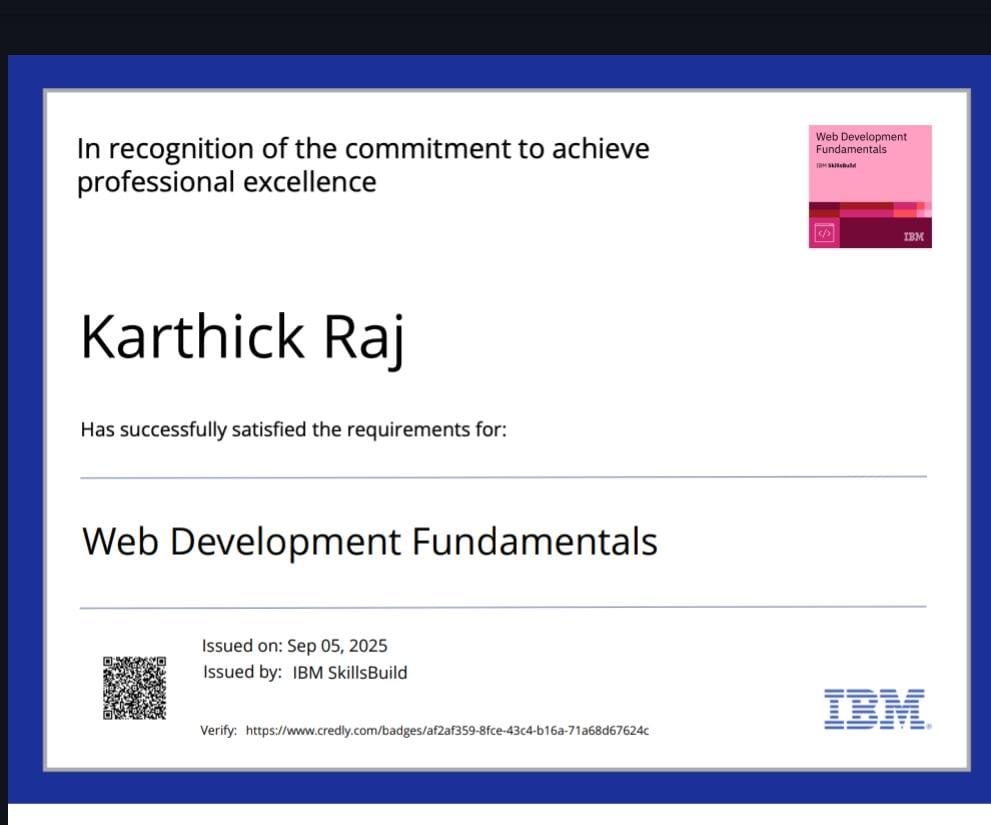 In recognition of the commitment to achieve
professional excellence
Web Development
Fundamentals
IBM SkillsBuild
</>
IBM
Karthick Raj
Has successfully satisfied the requirements for:
Web Development Fundamentals
Issued on: Sep 05, 2025
Issued by: IBM SkillsBuild
Verify: https://www.credly.com/badges/af2af359-8fce-43c4-b16a-71a68d67624c
IBM®